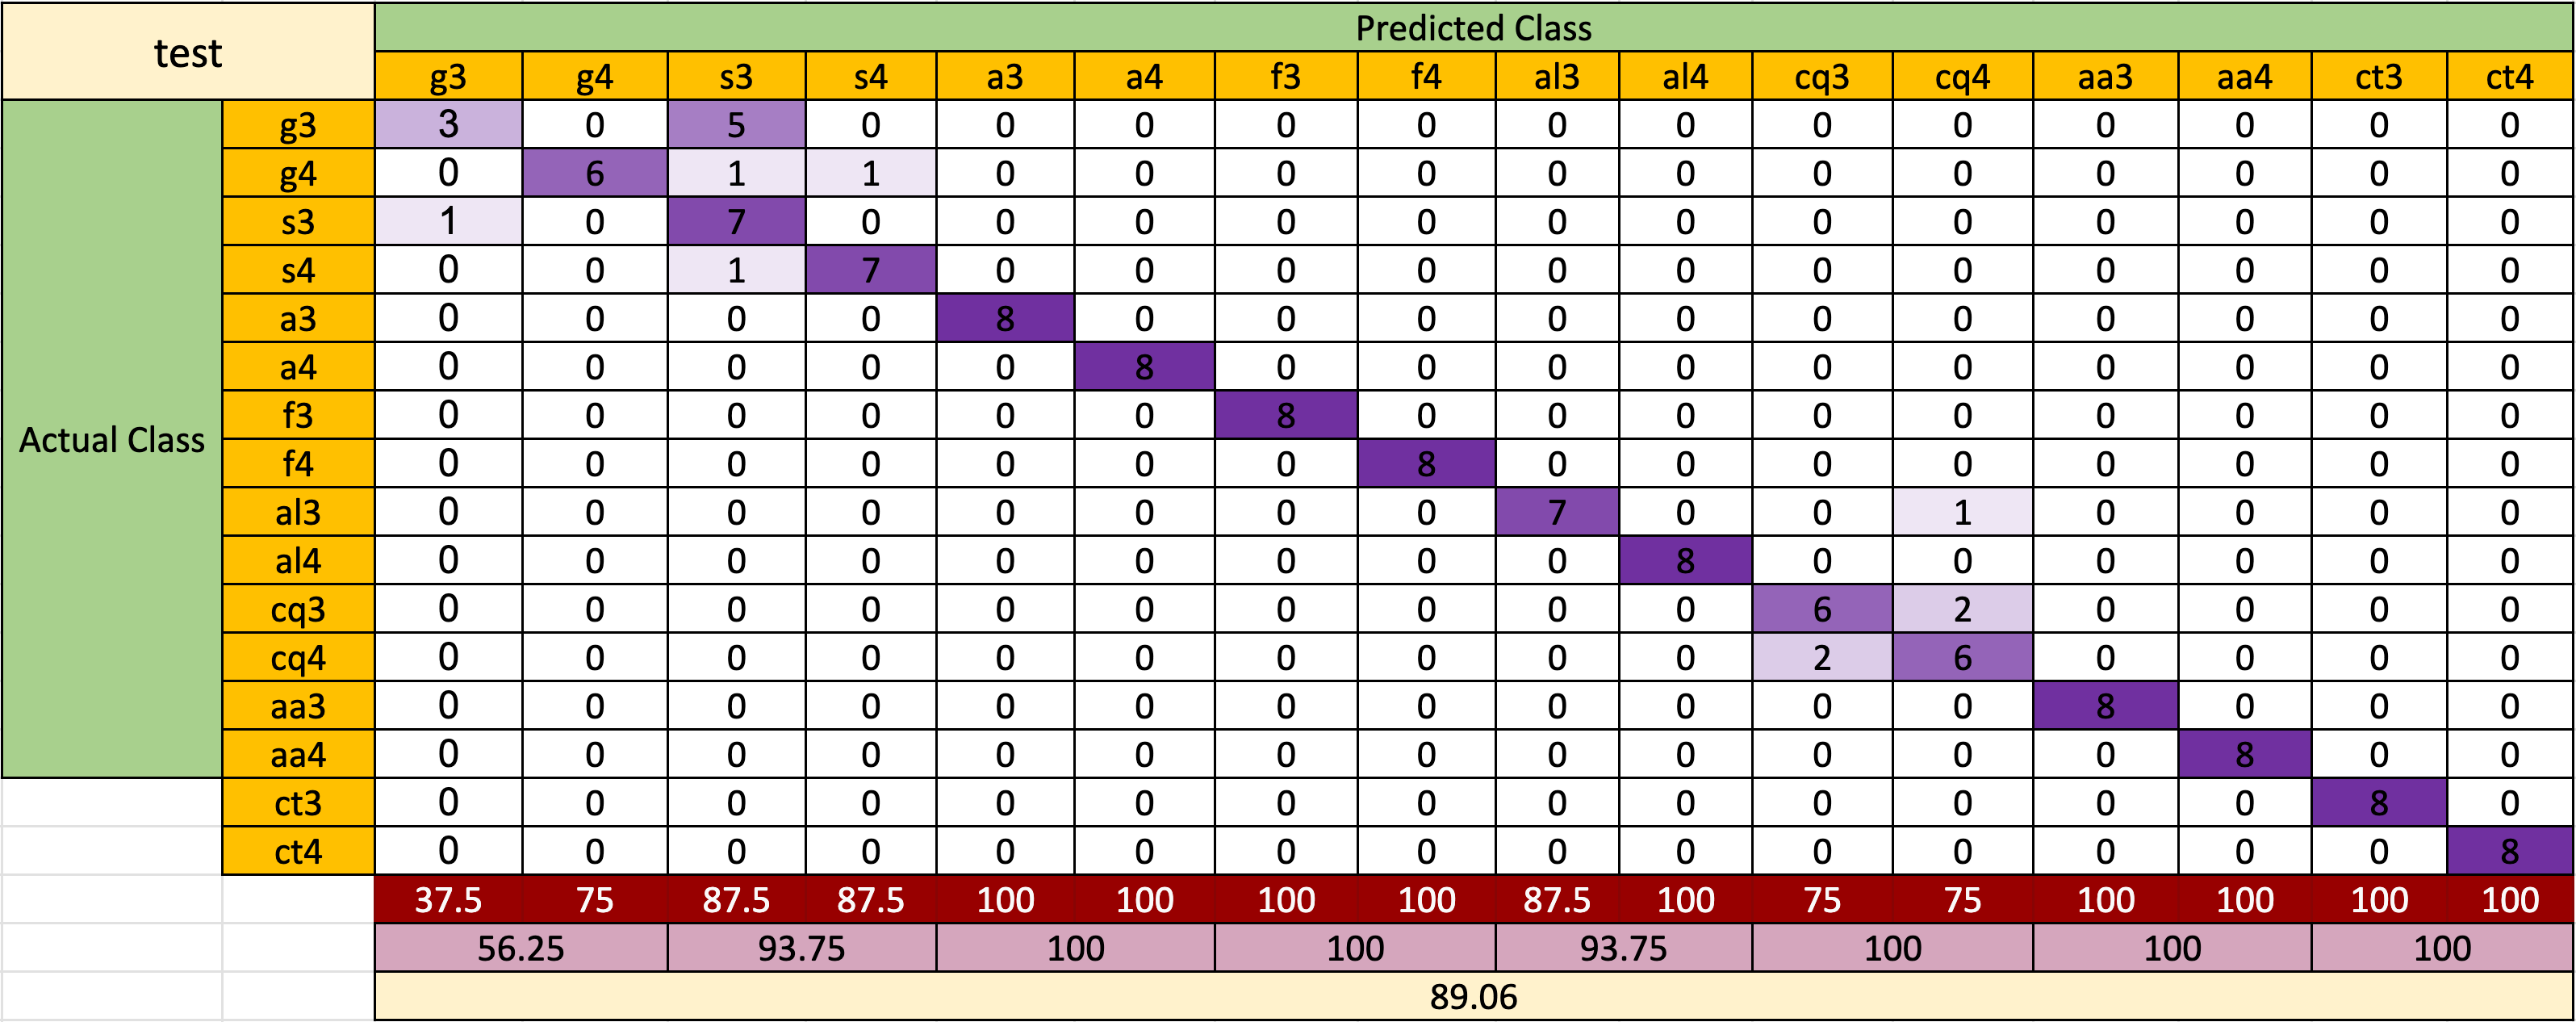 test Predicted Class
g3 g4 s3 s4 a3 a4 f3 f4 al3 al4 cq3 cq4 aa3 aa4 ct3 ct4
g3 3 0 5 0 0 0 0 0 0 0 0 0 0 0 0 0
g4 0 6 1 1 0 0 0 0 0 0 0 0 0 0 0 0
s3 1 0 7 0 0 0 0 0 0 0 0 0 0 0 0 0
s4 0 0 1 7 0 0 0 0 0 0 0 0 0 0 0 0
a3 0 0 0 0 8 0 0 0 0 0 0 0 0 0 0 0
a4 0 0 0 0 0 8 0 0 0 0 0 0 0 0 0 0
f3 0 0 0 0 0 0 8 0 0 0 0 0 0 0 0 0
Actual Class f4 0 0 0 0 0 0 0 8 0 0 0 0 0 0 0 0
al3 0 0 0 0 0 0 0 0 7 0 0 1 0 0 0 0
al4 0 0 0 0 0 0 0 0 0 8 0 0 0 0 0 0
cq3 0 0 0 0 0 0 0 0 0 0 6 2 0 0 0 0
cq4 0 0 0 0 0 0 0 0 0 0 2 6 0 0 0 0
aa3 0 0 0 0 0 0 0 0 0 0 0 0 8 0 0 0
aa4 0 0 0 0 0 0 0 0 0 0 0 0 0 8 0 0
ct3 0 0 0 0 0 0 0 0 0 0 0 0 0 0 8 0
ct4 0 0 0 0 0 0 0 0 0 0 0 0 0 0 0 8
37.5 75 87.5 87.5 100 100 100 100 87.5 100 75 75 100 100 100 100
56.25 93.75 100 100 93.75 100 100 100
89.06